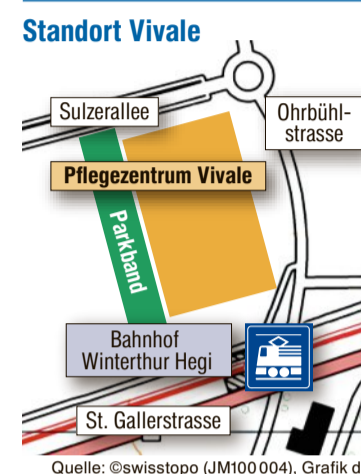 Standort Vivale
Sulzerallee
Ohrbühl-
strasse
Pflegezentrum Vivale
Parkband
Bahnhof
Winterthur Hegi
St. Gallerstrasse
Quelle: ©swisstopo (JM100004), Grafik d